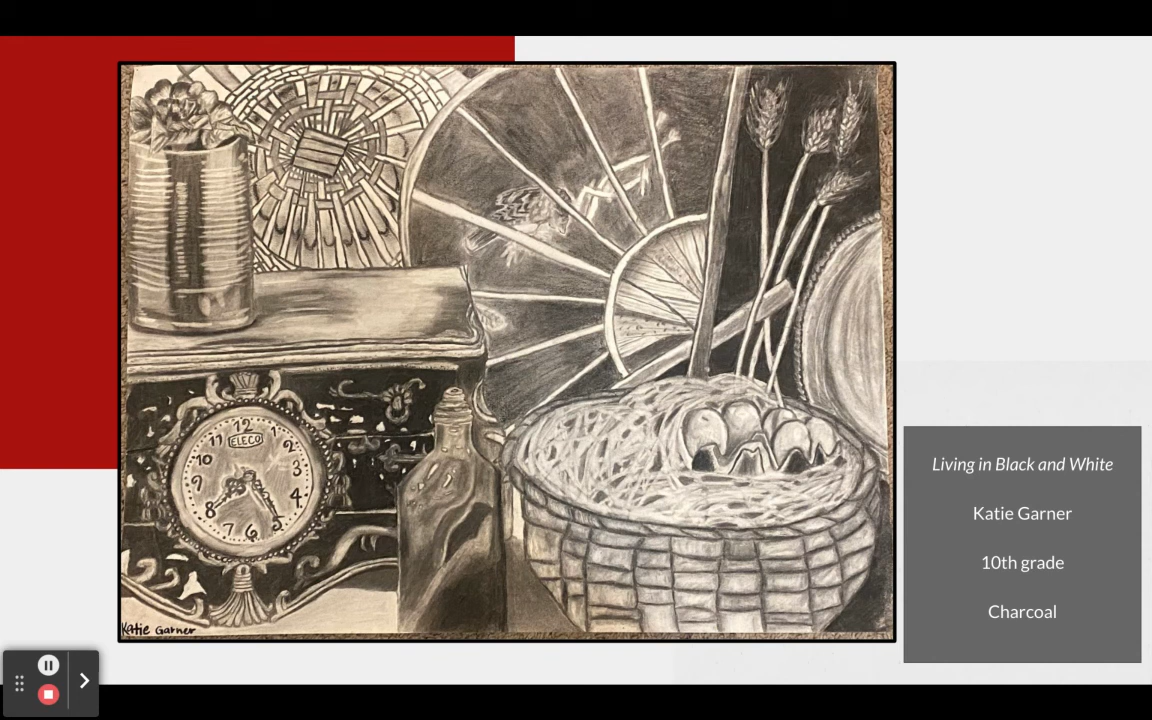 12
11
1
ELECO
2
10
3
9
4
8
5
7
6
Katie Garner
Living in Black and White
Katie Garner
10th grade
Charcoal